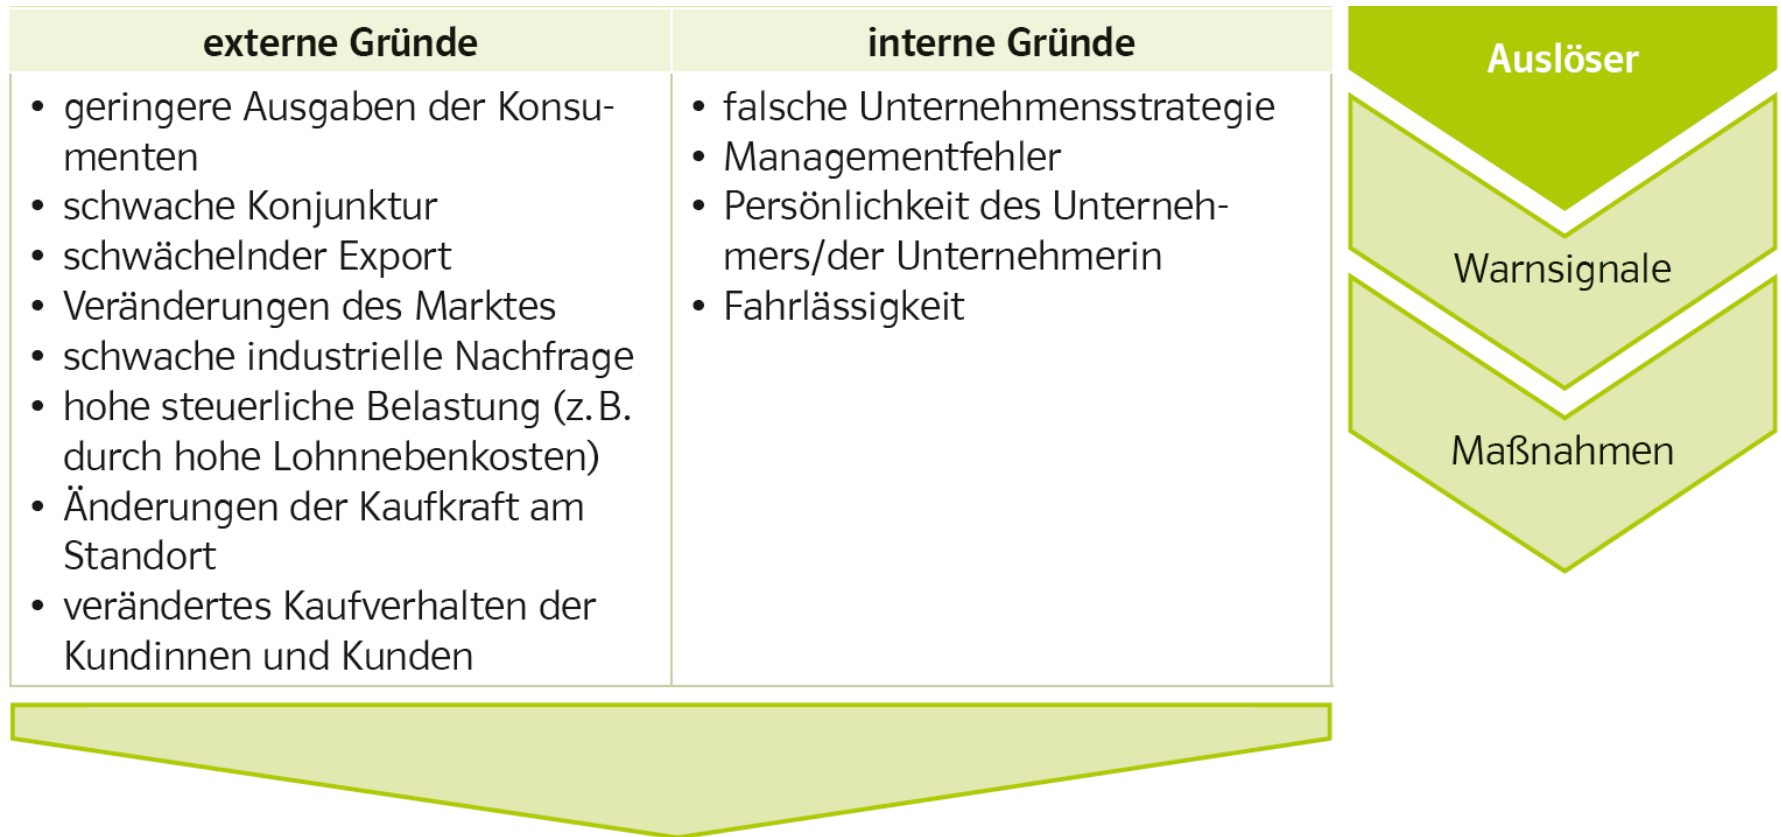 externe Gründe
• geringere Ausgaben der Konsu-
menten
• schwache Konjunktur
• schwächelnder Export
• Veränderungen des Marktes
• schwache industrielle Nachfrage
• hohe steuerliche Belastung (z. B.
durch hohe Lohnnebenkosten)
• Änderungen der Kaufkraft am
Standort
• verändertes Kaufverhalten der
Kundinnen und Kunden
interne Gründe
• falsche Unternehmensstrategie
• Managementfehler
• Persönlichkeit des Unterneh-
mers/der Unternehmerin
• Fahrlässigkeit
Auslöser
Warnsignale
Maßnahmen